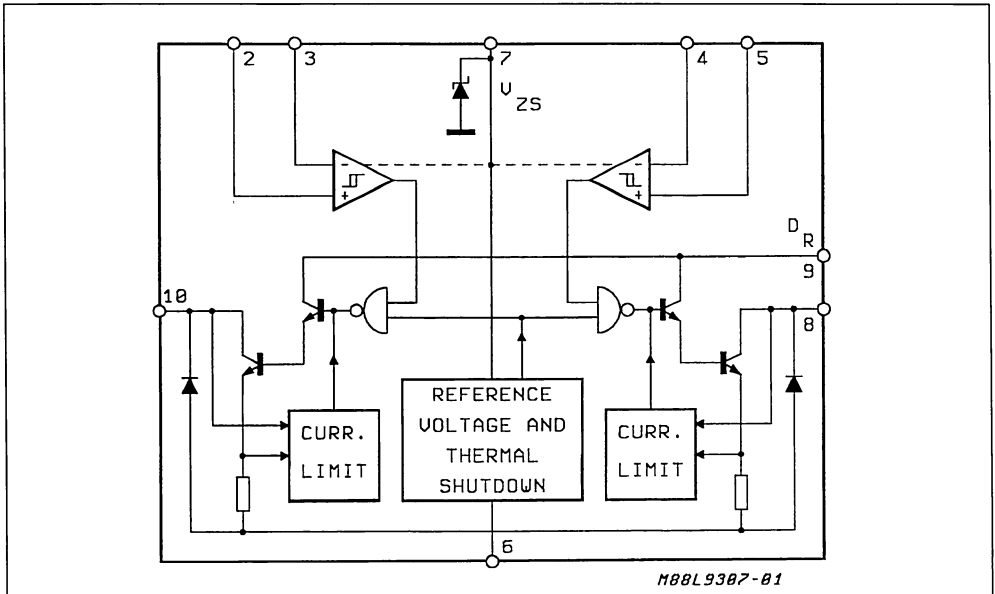 2 3 7 4 5
V ZS
- -
+ +
D R
9
10
8
REFERENCE
VOLTAGE AND
THERMAL
SHUTDOWN
CURR.
LIMIT
CURR.
LIMIT
6
M88L9307-01